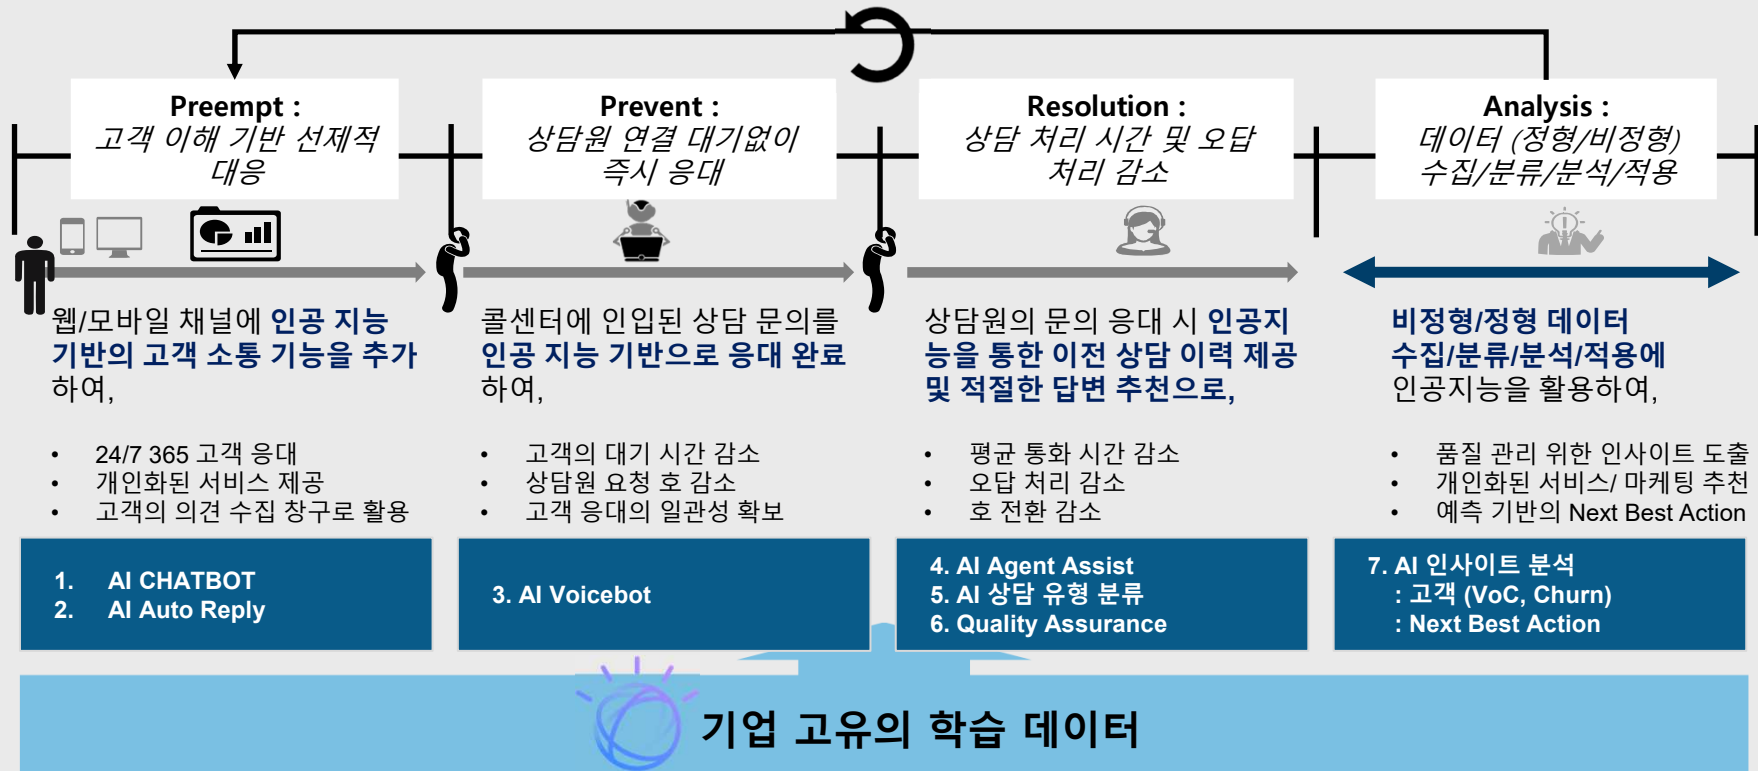 Preempt :
고객 이해 기반 선제적
대응
Prevent :
상담원 연결 대기없이
즉시 응대
Resolution :
상담 처리 시간 및 오답
처리 감소
Analysis :
데이터 (정형/비정형)
수집/분류/분석/적용
웹/모바일 채널에 인공 지능
기반의 고객 소통 기능을 추가
하여,
• 24/7 365 고객 응대
• 개인화된 서비스 제공
• 고객의 의견 수집 창구로 활용
콜센터에 인입된 상담 문의를
인공 지능 기반으로 응대 완료
하여,
• 고객의 대기 시간 감소
• 상담원 요청 호 감소
• 고객 응대의 일관성 확보
상담원의 문의 응대 시 인공지
능을 통한 이전 상담 이력 제공
및 적절한 답변 추천으로,
• 평균 통화 시간 감소
• 오답 처리 감소
• 호 전환 감소
비정형/정형 데이터
수집/분류/분석/적용에
인공지능을 활용하여,
• 품질 관리 위한 인사이트 도출
• 개인화된 서비스/ 마케팅 추천
• 예측 기반의 Next Best Action
1. AI CHATBOT
2. AI Auto Reply
3. AI Voicebot
4. AI Agent Assist
5. AI 상담 유형 분류
6. Quality Assurance
7. AI 인사이트 분석
: 고객 (VoC, Churn)
: Next Best Action
기업 고유의 학습 데이터